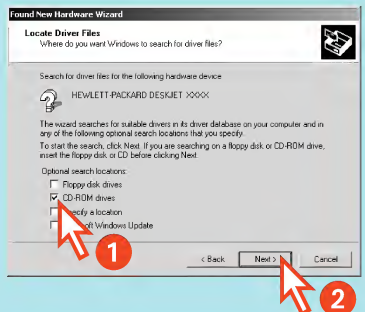 Found New Hardware Wizard
Locate Driver Files
Where do you want Windows to search for driver files?
Search for driver files for the following hardware device
HEWLETT-PACKARD DESKJET XXXX
The wizard searches for suitable drivers in its driver database on your computer and in
any of the following optional search locations that you specify.
To start the search, click Next. If you are searching on a floppy disk or CD-ROM drive,
insert the floppy disk or CD before clicking Next.
Optional search locations:
Floppy disk drives
CD-ROM drives
a location
Windows Update
1
< Back Next > Cancel
2